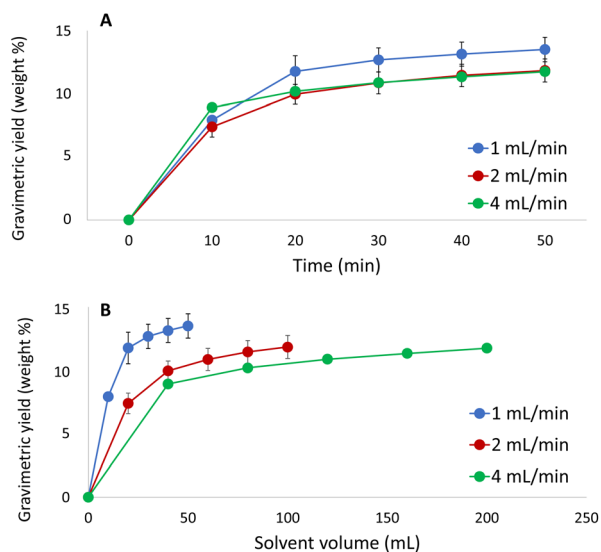 A
15
10
5
0
Gravimetric yield (weight %)
1 mL/min
2 mL/min
4 mL/min
0 10 20 30 40 50
Time (min)
B
15
10
5
0
Gravimetric yield (weight %)
1 mL/min
2 mL/min
4 mL/min
0 50 100 150 200 250
Solvent volume (mL)